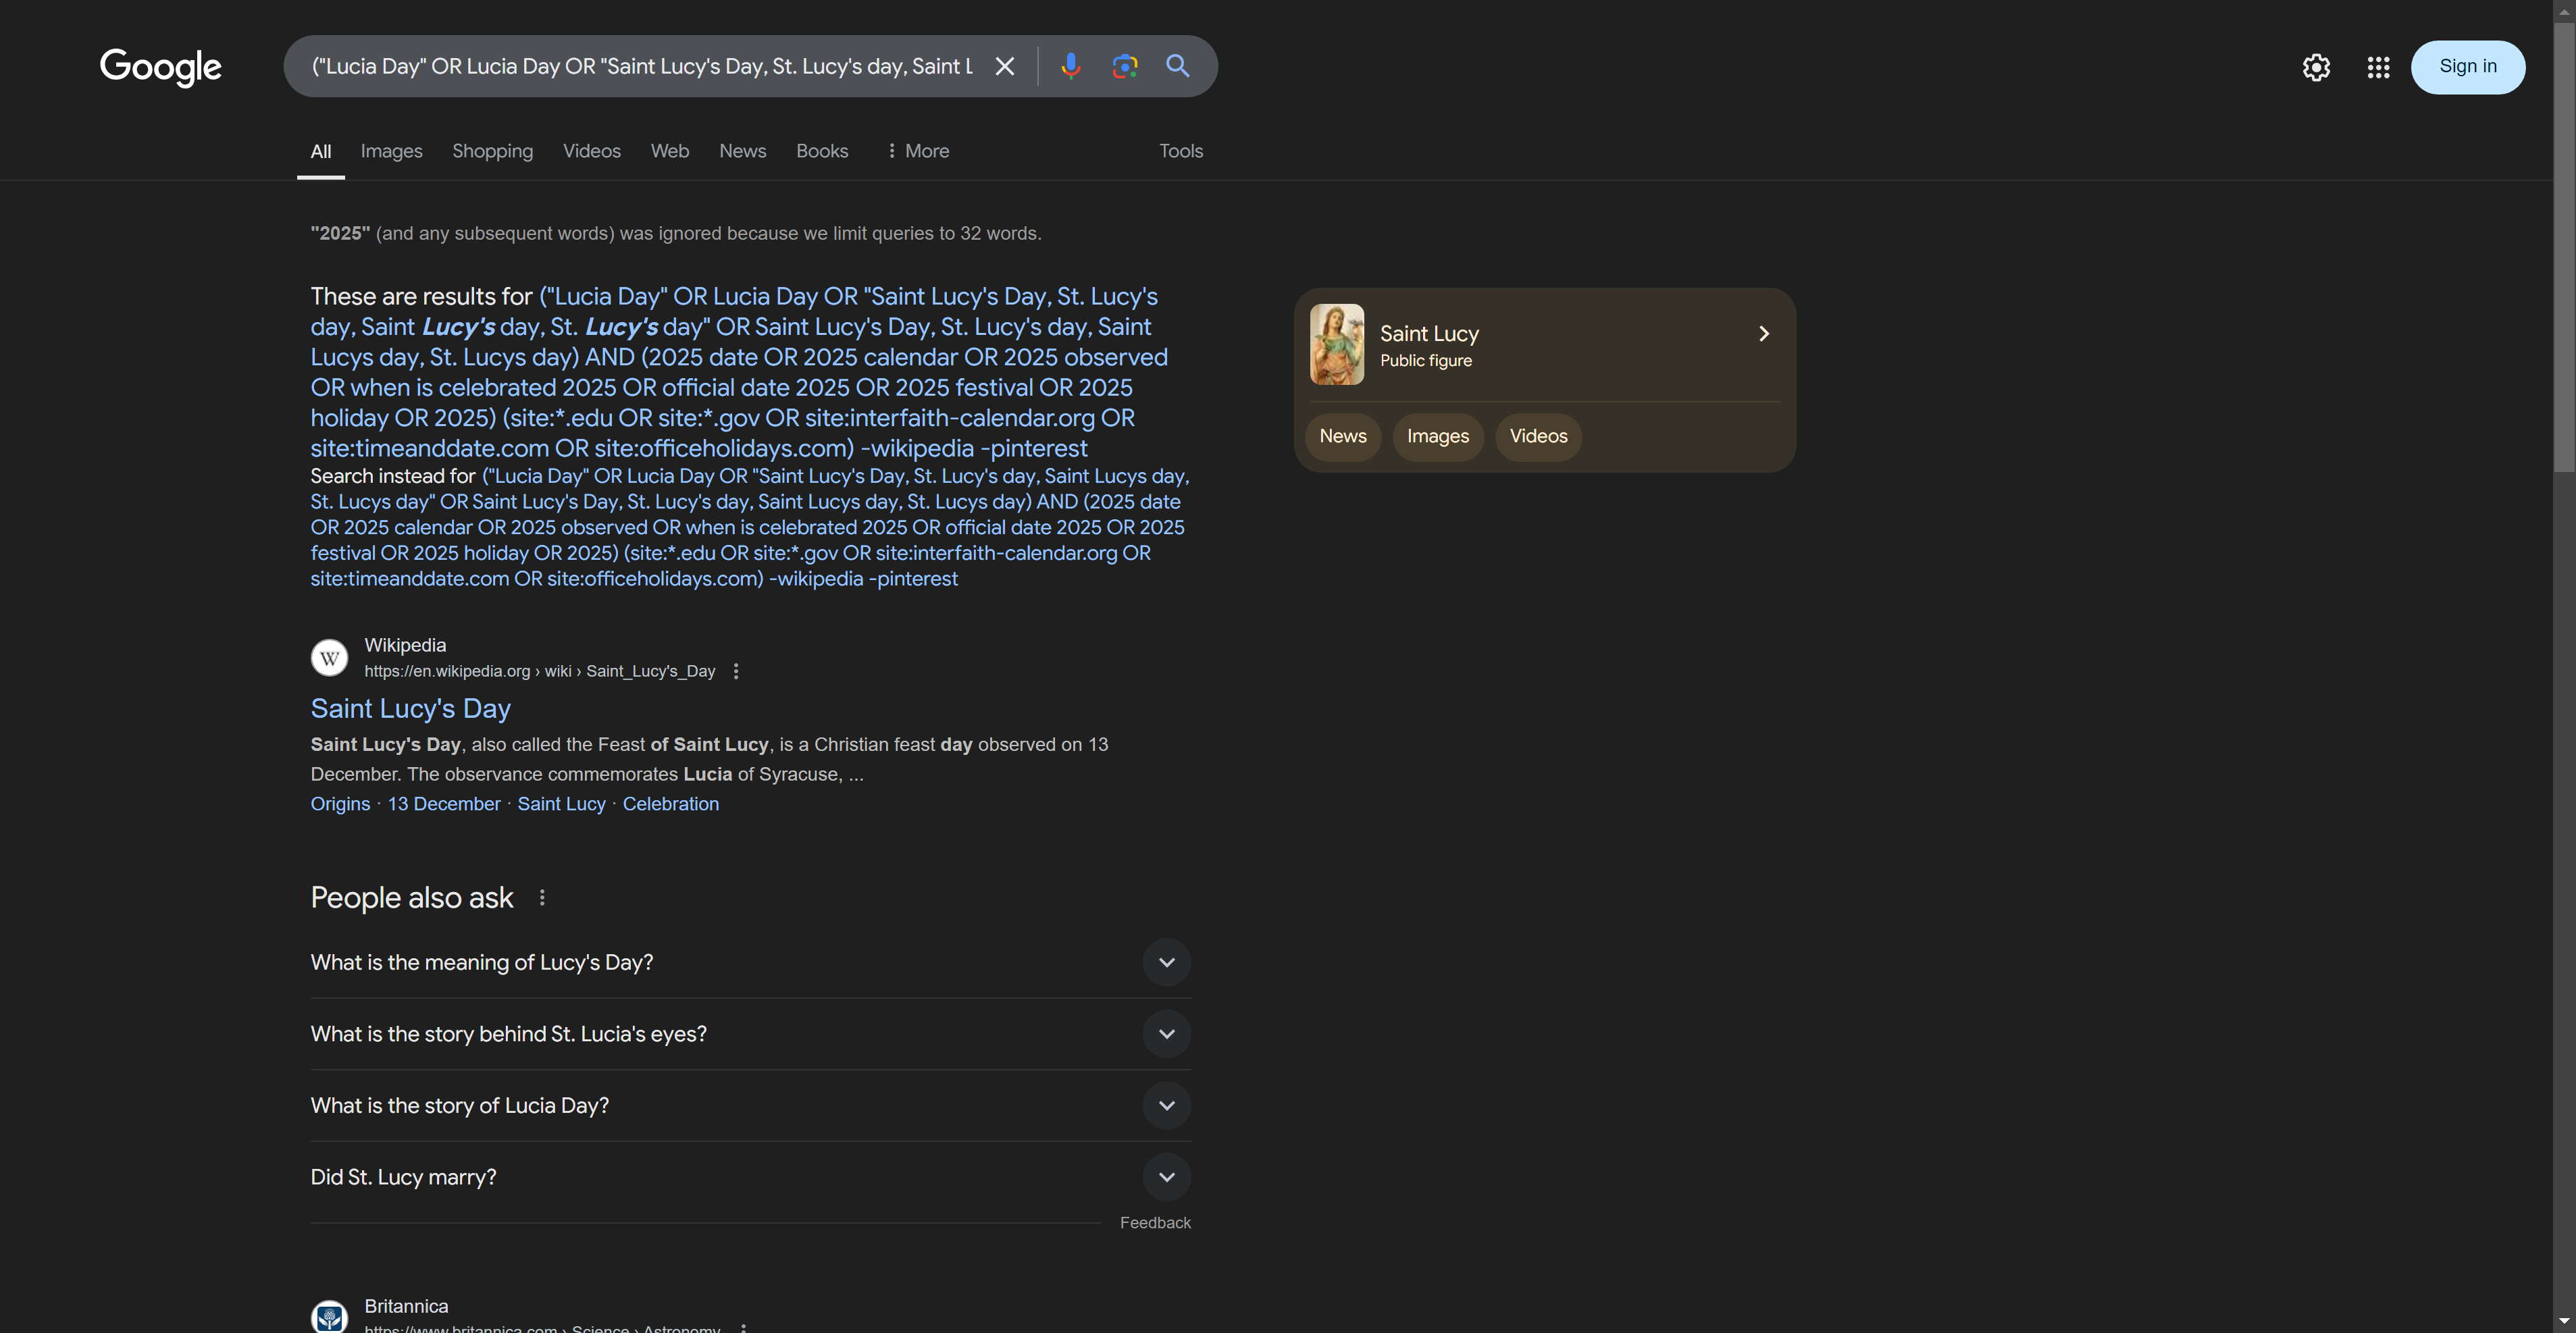 Google
("Lucia Day" OR Lucia Day OR "Saint Lucy's Day, St. Lucy's day, Saint L
Sign in
All
Images
Shopping
Videos
Web
News
Books
More
Tools
"2025" (and any subsequent words) was ignored because we limit queries to 32 words.
These are results for ("Lucia Day" OR Lucia Day OR "Saint Lucy's Day, St. Lucy's
day, Saint Lucy's day, St. Lucy's day" OR Saint Lucy's Day, St. Lucy's day, Saint
Lucys day, St. Lucys day) AND (2025 date OR 2025 calendar OR 2025 observed
OR when is celebrated 2025 OR official date 2025 OR 2025 festival OR 2025
holiday OR 2025) (site:*.edu OR site:*.gov OR site:interfaith-calendar.org OR
site:timeanddate.com OR site:officeholidays.com) -wikipedia -pinterest
Search instead for ("Lucia Day" OR Lucia Day OR "Saint Lucy's Day, St. Lucy's day, Saint Lucys day,
St. Lucys day" OR Saint Lucy's Day, St. Lucy's day, Saint Lucys day, St. Lucys day) AND (2025 date
OR 2025 calendar OR 2025 observed OR when is celebrated 2025 OR official date 2025 OR 2025
festival OR 2025 holiday OR 2025) (site:*.edu OR site:*.gov OR site:interfaith-calendar.org OR
site:timeanddate.com OR site:officeholidays.com) -wikipedia -pinterest
Saint Lucy
Public figure
News
Images
Videos
W
Wikipedia
https://en.wikipedia.org › wiki › Saint_Lucy's_Day
Saint Lucy's Day
Saint Lucy's Day, also called the Feast of Saint Lucy, is a Christian feast day observed on 13
December. The observance commemorates Lucia of Syracuse, ...
Origins · 13 December · Saint Lucy · Celebration
People also ask
What is the meaning of Lucy's Day?
What is the story behind St. Lucia's eyes?
What is the story of Lucia Day?
Did St. Lucy marry?
Feedback
Britannica
https://www.britannica.com › Science › Astronomy